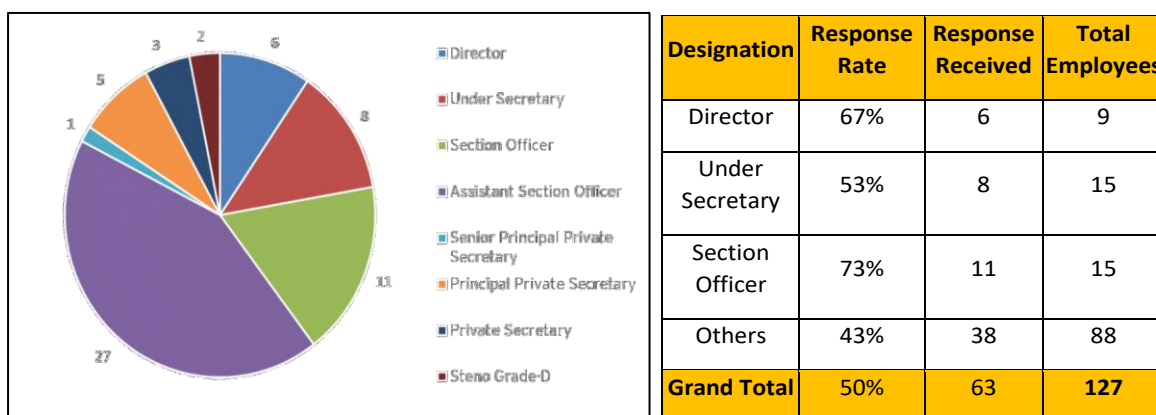 2
3
6
5
8
1
11
27
Director
Under Secretary
Section Officer
Assistant Section Officer
Senior Principal Private
Secretary
Principal Private Secretary
Private Secretary
Steno Grade-D
Designation Response Rate Response Received Total Employees
Director 67% 6 9
Under Secretary 53% 8 15
Section Officer 73% 11 15
Others 43% 38 88
Grand Total 50% 63 127